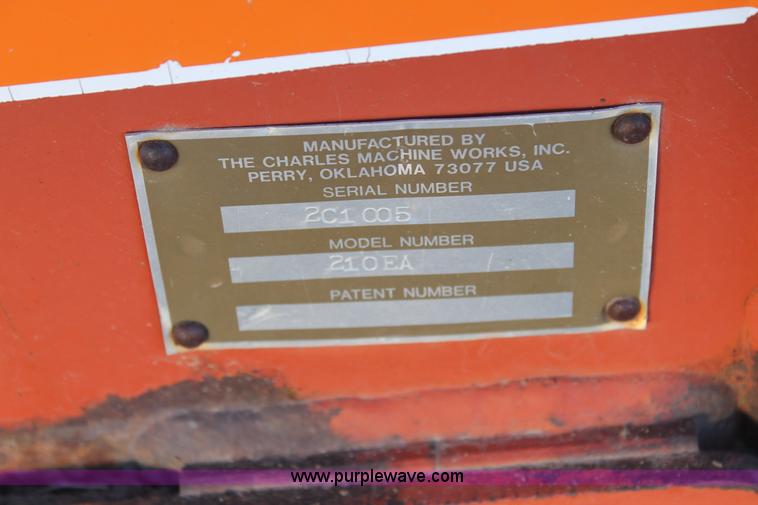 MANUFACTURED BY
THE CHARLES MACHINE WORKS, INC.
PERRY, OKLAHOMA 73077 USA
SERIAL NUMBER
2C1005
MODEL NUMBER
210EA
PATENT NUMBER
www.purplewave.com